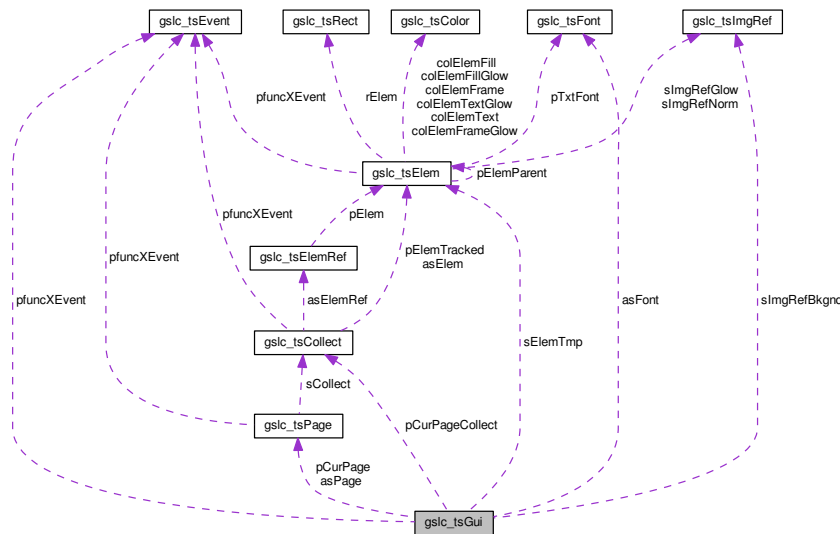 gslc_tsEvent
gslc_tsRect
gslc_tsColor
gslc_tsFont
gslc_tsImgRef
colElemFill
colElemFillGlow
colElemFrame
colElemTextGlow
colElemText
colElemFrameGlow
pfuncXEvent
rElem
pTxtFont
sImgRefGlow
sImgRefNorm
gslc_tsElem
pElemParent
pfuncXEvent
pElem
gslc_tsElemRef
pElemTracked
asElem
pfuncXEvent
pfuncXEvent
asElemRef
asFont
sImgRefBkgnd
gslc_tsCollect
sElemTmp
sCollect
gslc_tsPage
pCurPageCollect
pCurPage
asPage
gslc_tsGui